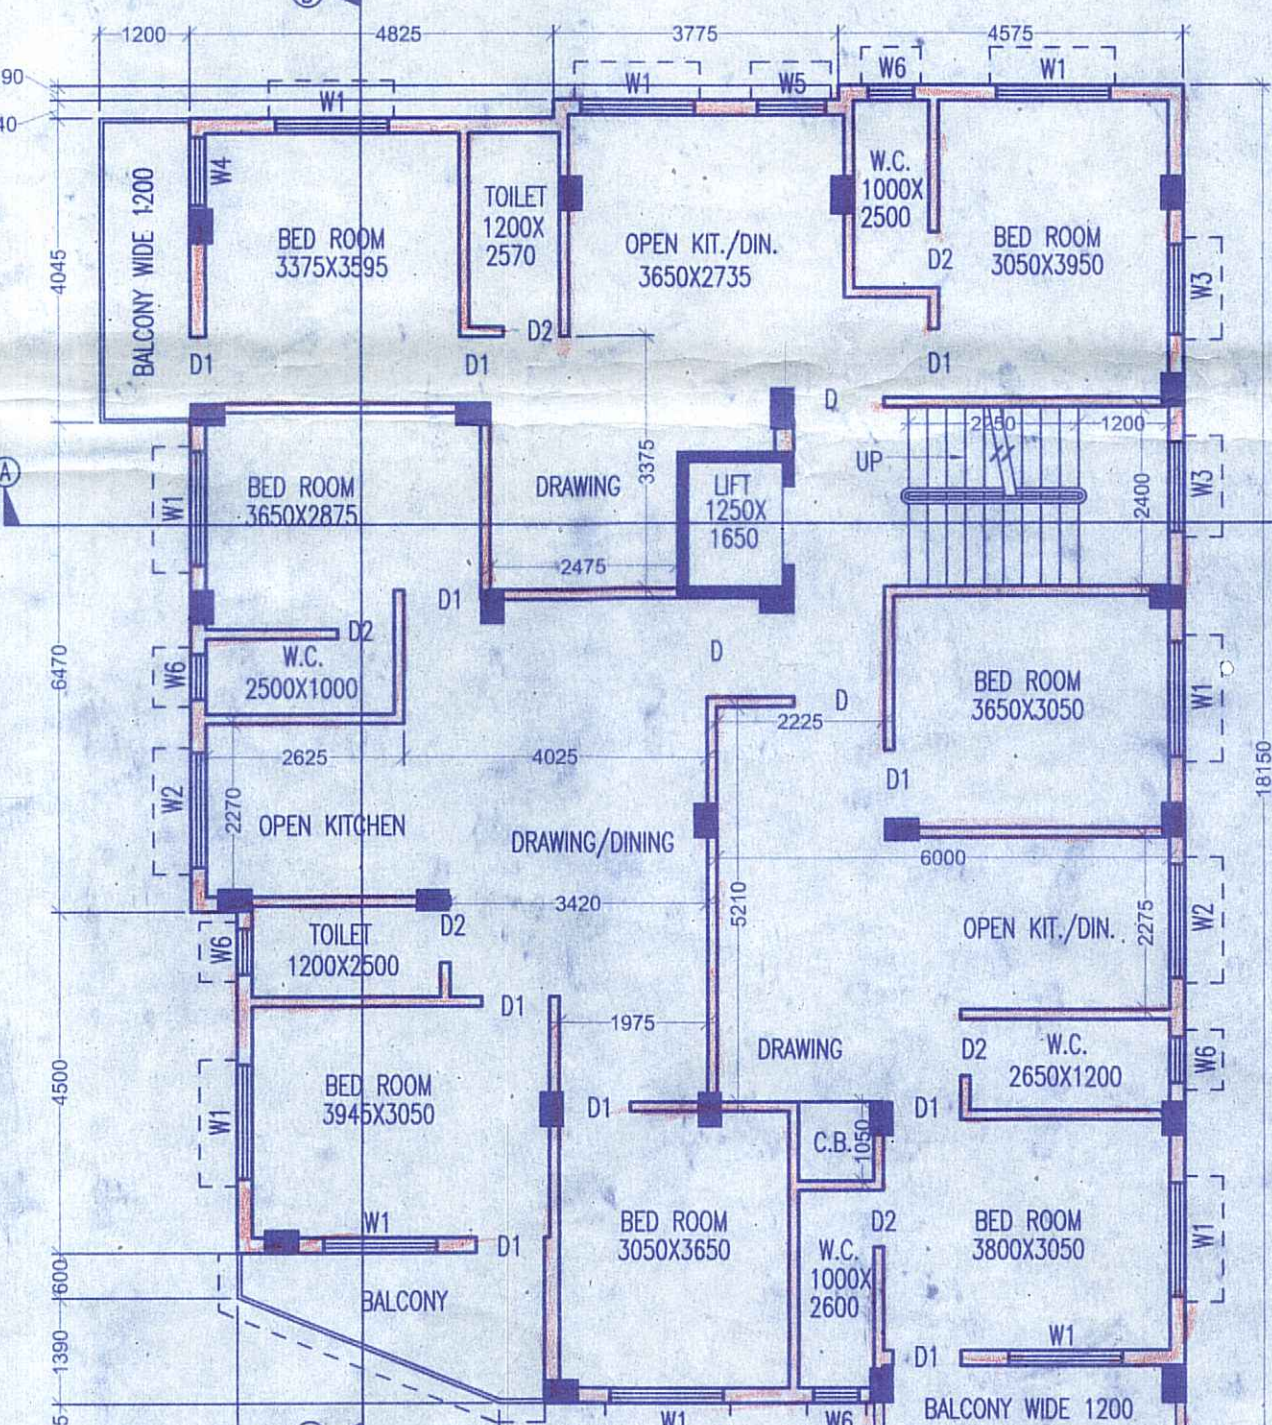 B
1200
4825
3775
4575
90
40
W1
W1
W5
W6
W1
BALCONY WIDE 1200
W4
BED ROOM
3375X3595
TOILET
1200X
2570
OPEN KIT./DIN.
3650X2735
W.C.
1000X
2500
BED ROOM
3050X3950
W3
4045
D2
D2
D1
D1
D1
D
2250
1200
A
W1
BED ROOM
3650X2875
DRAWING
3375
LIFT
1250X
1650
UP
2400
W3
2475
D1
D2
W.C.
2500X1000
W6
6470
D
D
2225
BED ROOM
3650X3050
W1
18150
2625
4025
D1
W2
2270
OPEN KITCHEN
DRAWING/DINING
6000
3420
5210
OPEN KIT./DIN.
2275
W2
W6
TOILET
1200X2500
D2
D1
1975
DRAWING
D2
W.C.
2650X1200
W6
4500
W1
BED ROOM
3945X3050
D1
C.B.
1050
D1
W1
D1
BED ROOM
3050X3650
D2
W.C.
1000X
2600
BED ROOM
3800X3050
W1
600
BALCONY
1390
D1
W1
BALCONY WIDE 1200
W1
W6